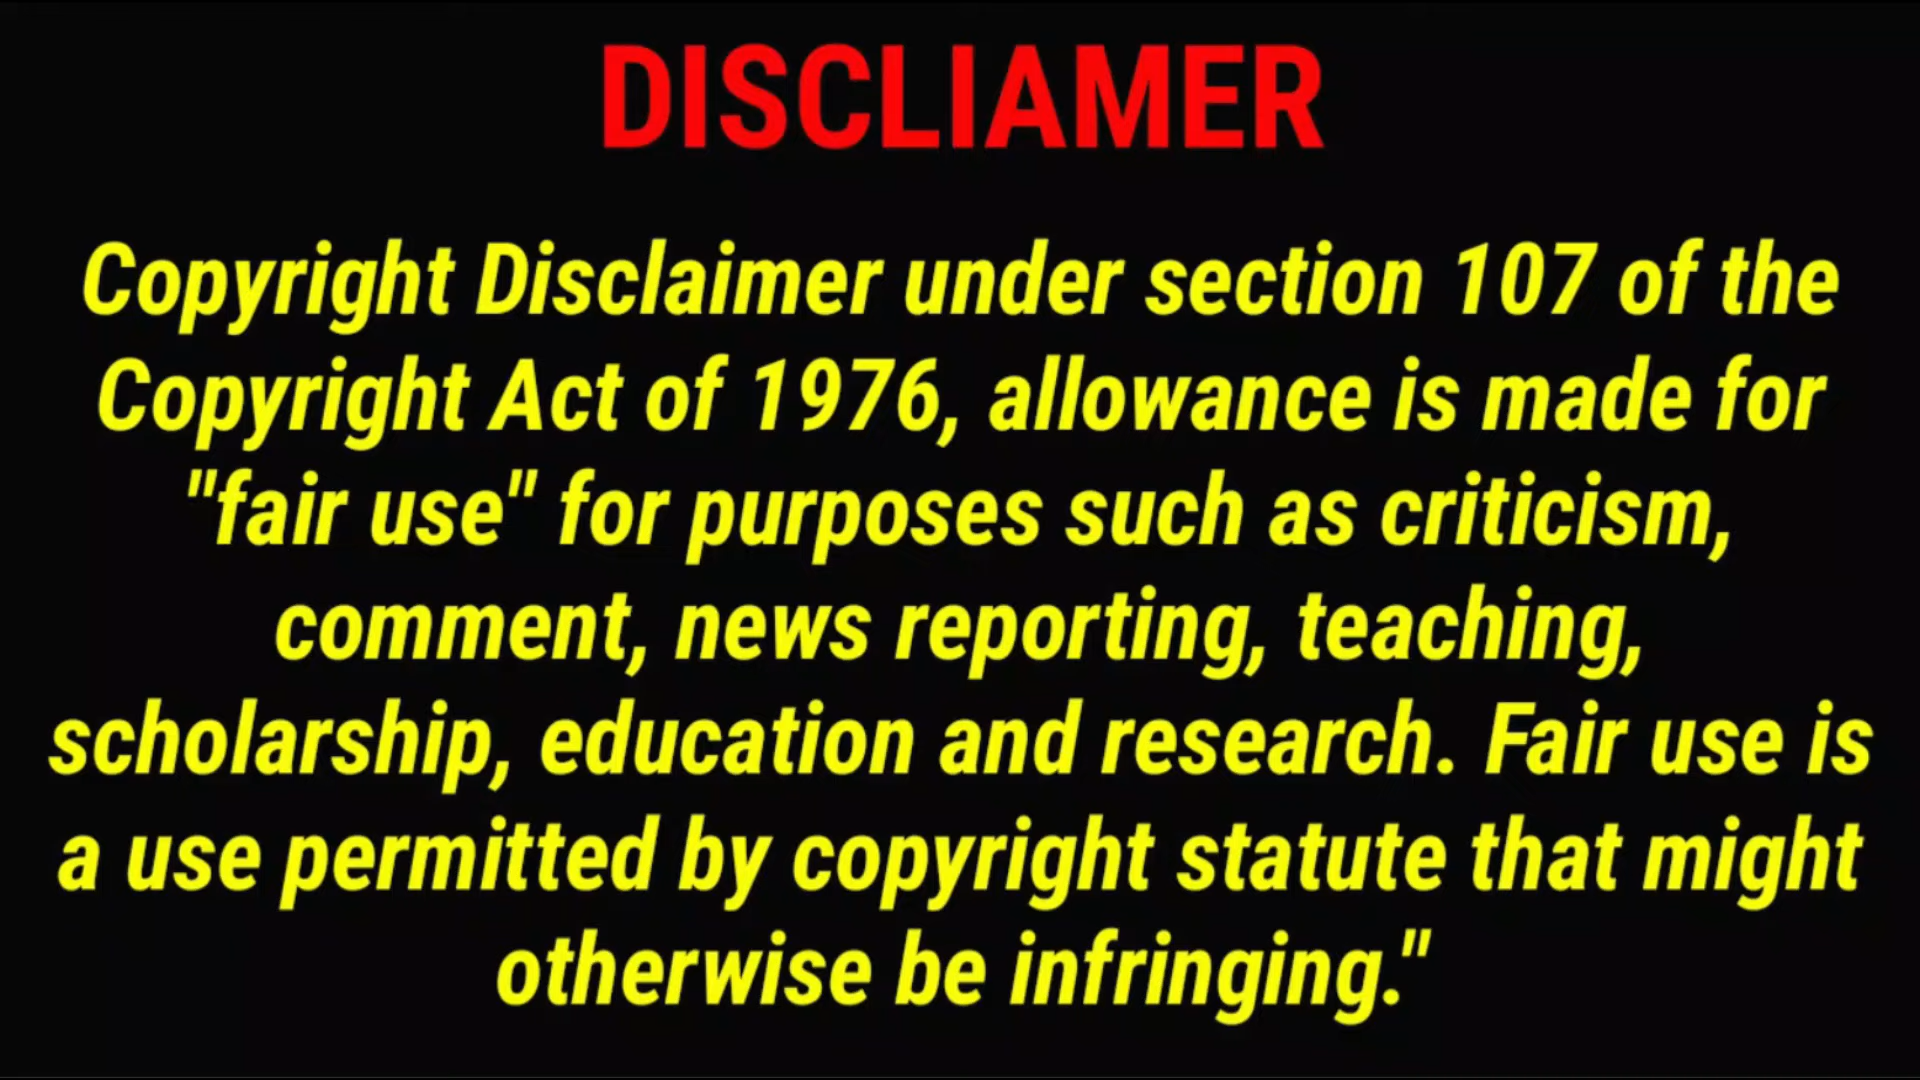 DISCLIAMER
Copyright Disclaimer under section 107 of the
Copyright Act of 1976, allowance is made for
"fair use" for purposes such as criticism,
comment, news reporting, teaching,
scholarship, education and research. Fair use is
a use permitted by copyright statute that might
otherwise be infringing."